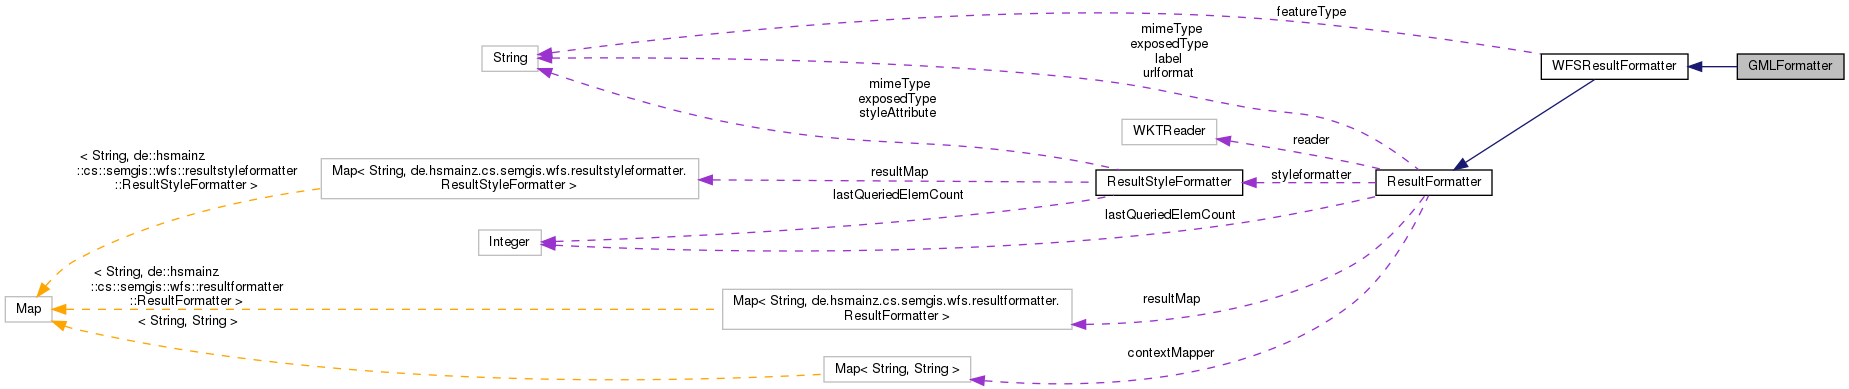 featureType
mimeType
exposedType
label
urlformat
String
WFSResultFormatter
GMLFormatter
mimeType
exposedType
styleAttribute
WKTReader
reader
< String, de::hsmainz
::cs::semgis::wfs::resultstyleformatter
::ResultStyleFormatter >
Map< String, de.hsmainz.cs.semgis.wfs.resultstyleformatter.
ResultStyleFormatter >
resultMap
ResultStyleFormatter
styleformatter
ResultFormatter
lastQueriedElemCount
lastQueriedElemCount
Integer
< String, de::hsmainz
::cs::semgis::wfs::resultformatter
::ResultFormatter >
Map
Map< String, de.hsmainz.cs.semgis.wfs.resultformatter.
ResultFormatter >
resultMap
< String, String >
contextMapper
Map< String, String >